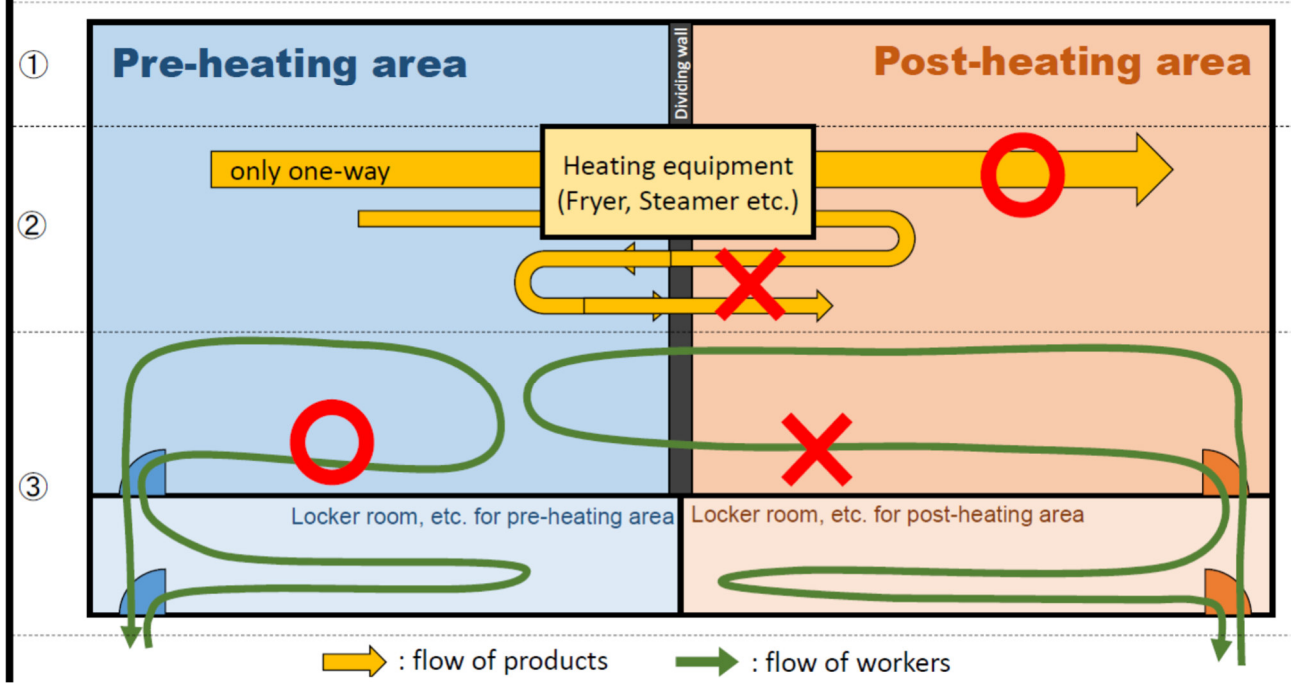 ①
Pre-heating area
Dividing wall
Post-heating area
only one-way
Heating equipment
(Fryer, Steamer etc.)
②
③
Locker room, etc. for pre-heating area
Locker room, etc. for post-heating area
: flow of products
: flow of workers